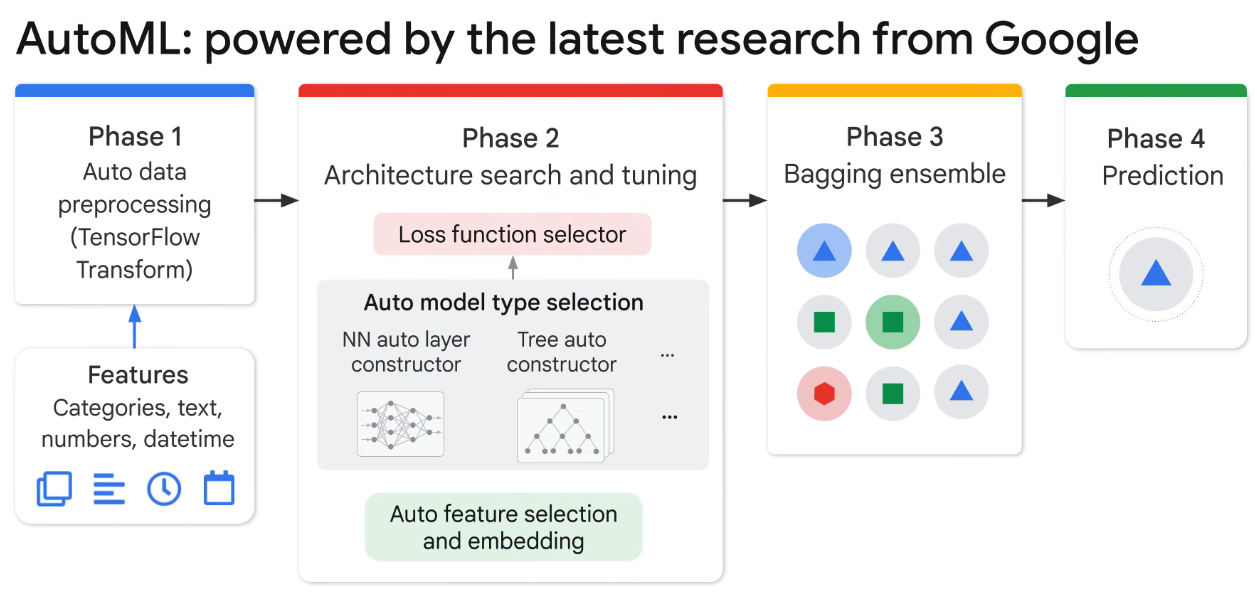 AutoML: powered by the latest research from Google
Phase 1
Auto data
preprocessing
(TensorFlow
Transform)
Features
Categories, text,
numbers, datetime
Phase 2
Architecture search and tuning
Loss function selector
Auto model type selection
NN auto layer
constructor
Tree auto
constructor
...
...
Auto feature selection
and embedding
Phase 3
Bagging ensemble
Phase 4
Prediction